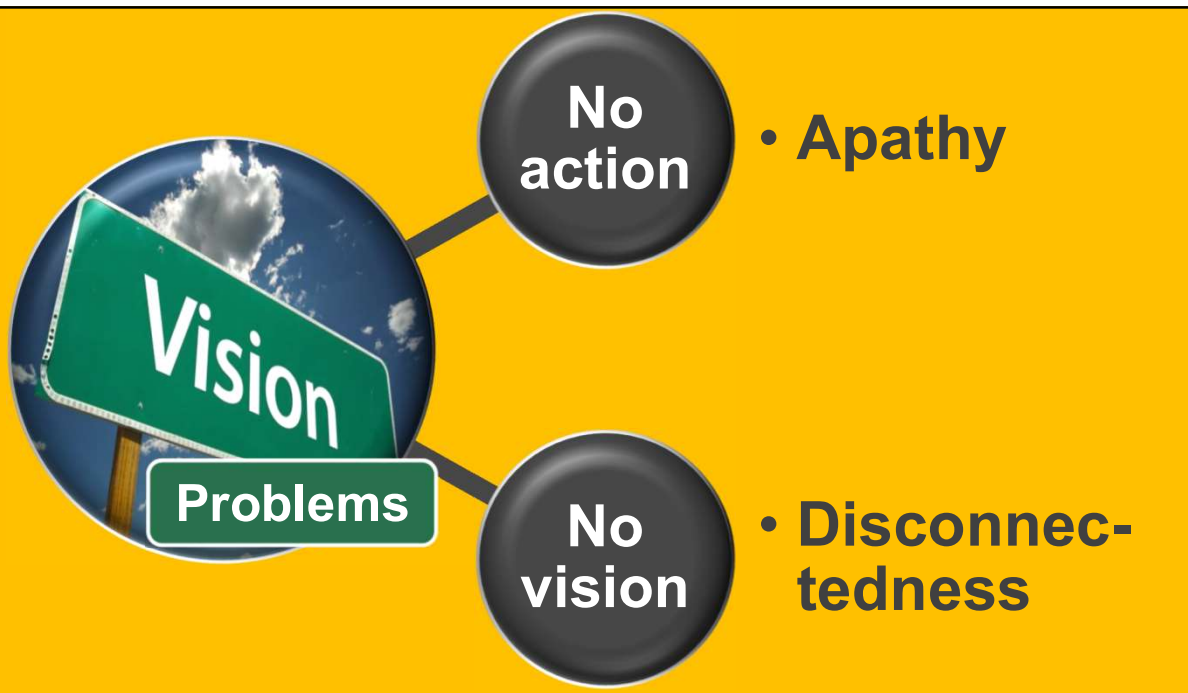 Vision
Problems
No
action
• Apathy
No
vision
• Disconnec-
tedness